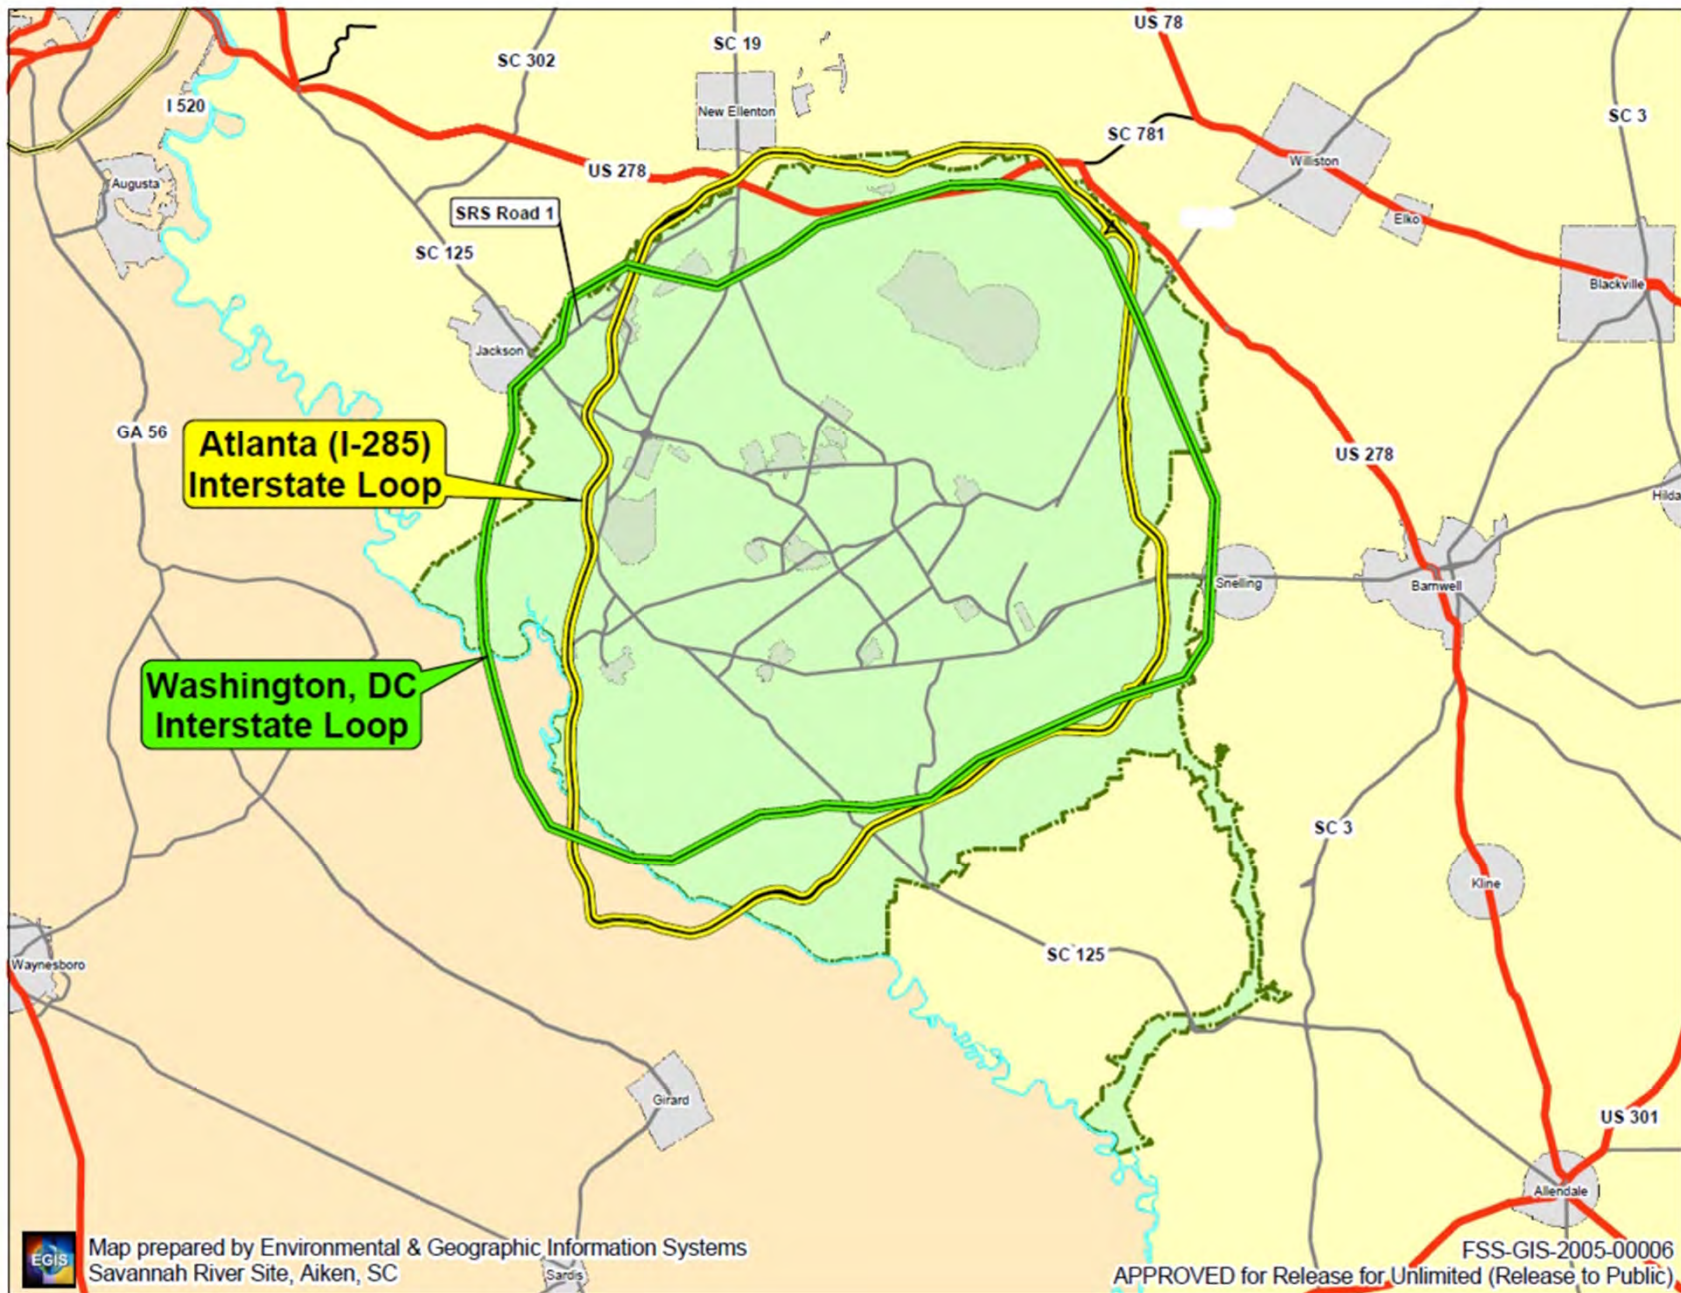 US 78
SC 19
SC 302
I 520
New Ellenton
SC 3
SC 781
Williston
US 278
Augusta
SRS Road 1
Elko
SC 125
Blackville
Jackson
GA 56
Atlanta (I-285)
Interstate Loop
US 278
Hilda
Snelling
Barnwell
Washington, DC
Interstate Loop
SC 3
Kline
SC 125
Waynesboro
Girard
US 301
Allendale
EGIS
Map prepared by Environmental & Geographic Information Systems
Savannah River Site, Aiken, SC
Sardis
FSS-GIS-2005-00006
APPROVED for Release for Unlimited (Release to Public)